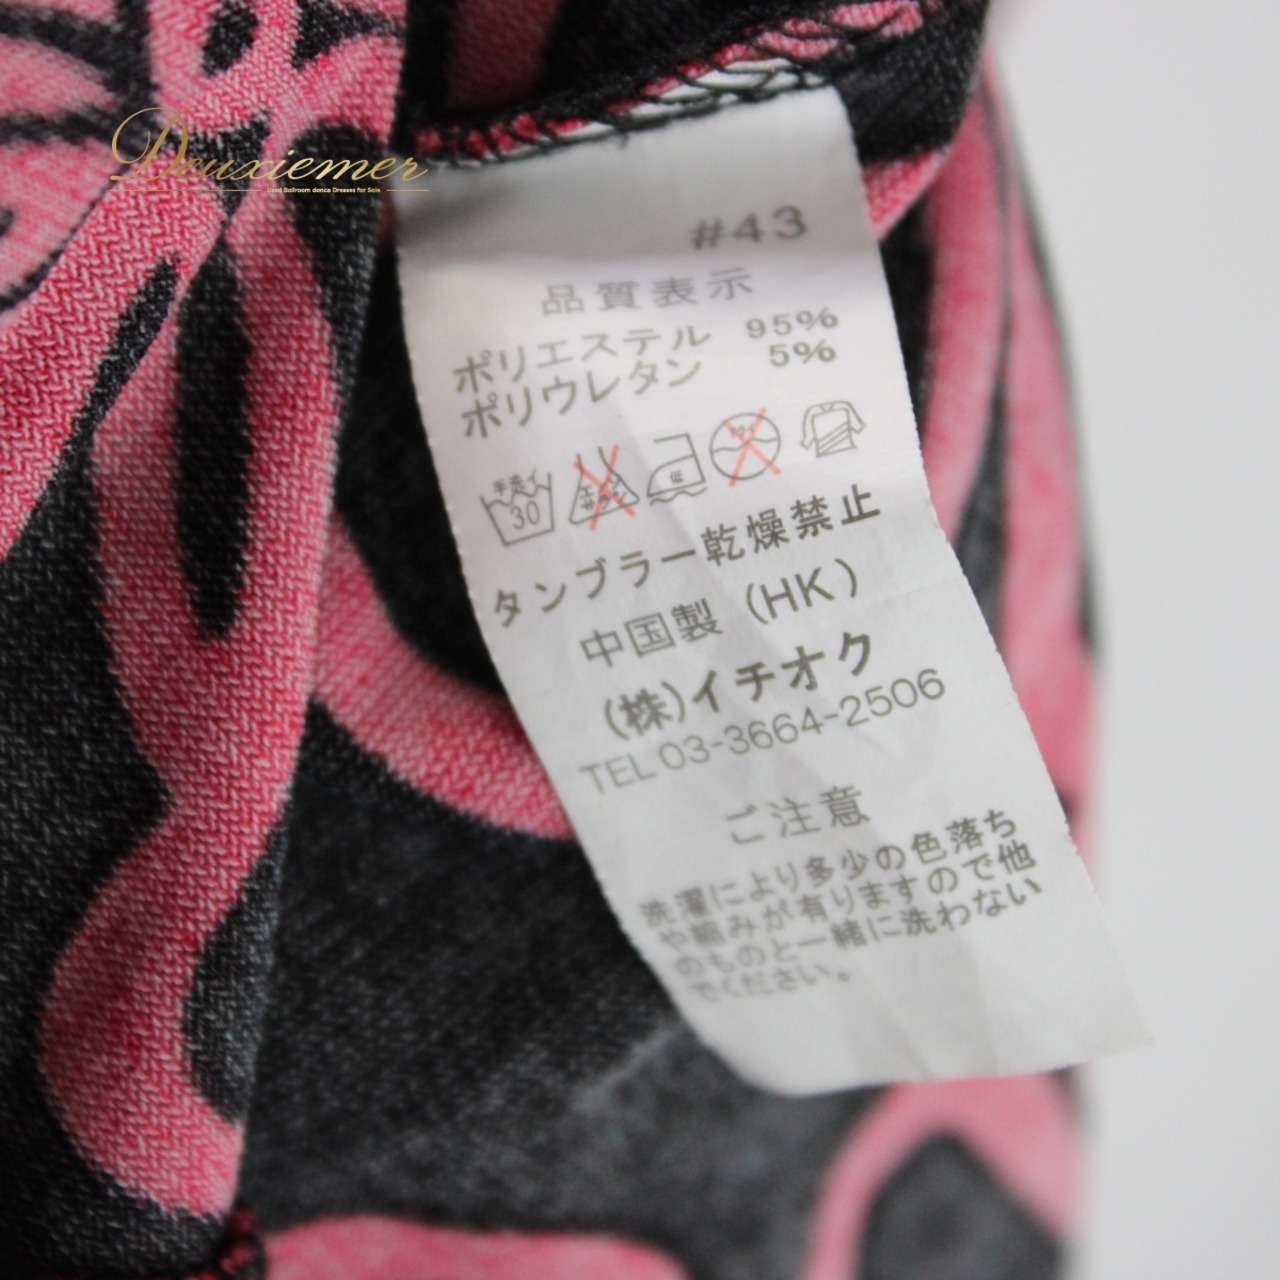 Deuxiemer
Used Ballroom dance Dresses for Sale
#43
品質表示
ポリエステル 95%
ポリウレタン 5%
手洗イ
30
低
タンブラー乾燥禁止
中国製 (HK)
(株)イチオク
TEL 03-3664-2506
ご注意
洗濯により多少の色落ち
や縮みが有りますので他
のものと一緒に洗わない
でください。